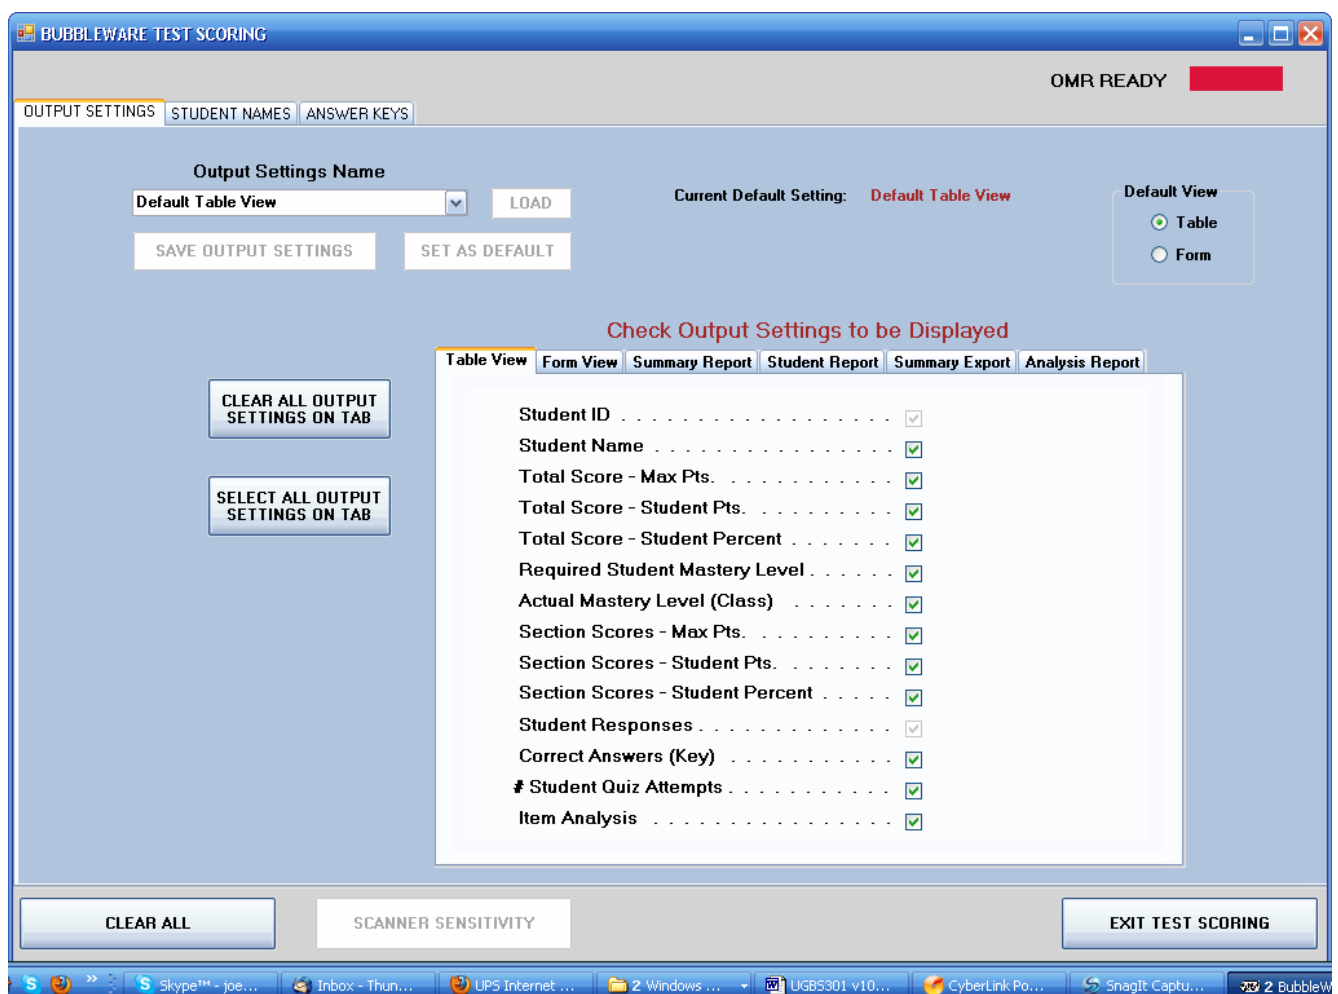 BUBBLEWARE TEST SCORING
OMR READY
OUTPUT SETTINGS STUDENT NAMES ANSWER KEYS
Output Settings Name
Default Table View LOAD
Current Default Setting: Default Table View
Default View
Table
Form
SAVE OUTPUT SETTINGS SET AS DEFAULT
Check Output Settings to be Displayed
Table View Form View Summary Report Student Report Summary Export Analysis Report
CLEAR ALL OUTPUT
SETTINGS ON TAB
SELECT ALL OUTPUT
SETTINGS ON TAB
Student ID . . . . . . . . . . . . . . . . . .
Student Name . . . . . . . . . . . . . . . .
Total Score - Max Pts. . . . . . . . . . . .
Total Score - Student Pts. . . . . . . . . .
Total Score - Student Percent . . . . . . .
Required Student Mastery Level . . . . . .
Actual Mastery Level (Class) . . . . . . .
Section Scores - Max Pts. . . . . . . . . .
Section Scores - Student Pts. . . . . . . .
Section Scores - Student Percent . . . . .
Student Responses . . . . . . . . . . . . .
Correct Answers (Key) . . . . . . . . . . .
# Student Quiz Attempts . . . . . . . . . . .
Item Analysis . . . . . . . . . . . . . . . .
CLEAR ALL SCANNER SENSITIVITY EXIT TEST SCORING
» Skype™ - joe... Inbox - Thun... UPS Internet ... 2 Windows ... UGBS301 v10... CyberLink Po... SnagIt Captu... 2 BubbleW